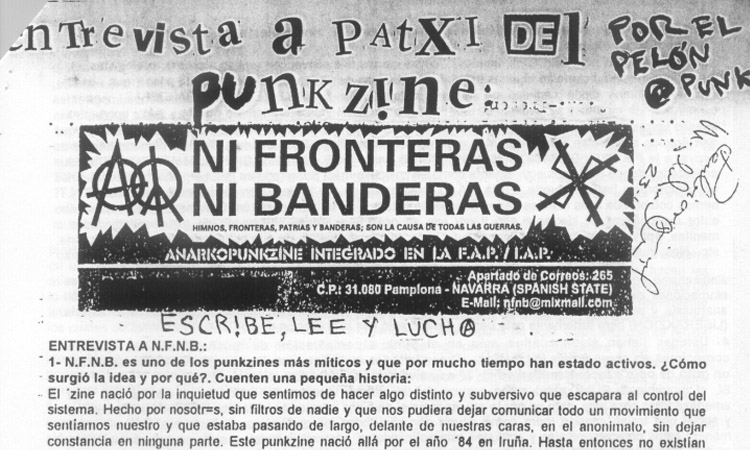 entrevista a PatXi DEl
punkz!ne:
POR EL
PELÓN
@PUNK
NI FRONTERAS
NI BANDERAS
HIMNOS, FRONTERAS, PATRIAS Y BANDERAS; SON LA CAUSA DE TODAS LAS GUERRAS.
ANARKOPUNKZINE INTEGRADO EN LA F.A.P. / I.A.P.
Apartado de Correos: 265
C.P.: 31.080 Pamplona - NAVARRA (SPANISH STATE)
E-Mail: nfnb@mixmail.com
ESCR!BE, LEE Y LUCH@
ENTREVISTA A N.F.N.B.:
1- N.F.N.B. es uno de los punkzines más míticos y que por mucho tiempo han estado activos. ¿Cómo
surgió la idea y por qué?. Cuenten una pequeña historia:
El ´zine nació por la inquietud que sentimos de hacer algo distinto y subversivo que escapara al control del
sistema. Hecho por nosotr=s, sin filtros de nadie y que nos pudiera dejar comunicar todo un movimiento que
sentiamos nuestro y que estaba pasando de largo, delante de nuestras caras, en el anonimato, sin dejar
constancia en ninguna parte. Este punkzine nació allá por el año ´84 en Iruña. Hasta entonces no existían